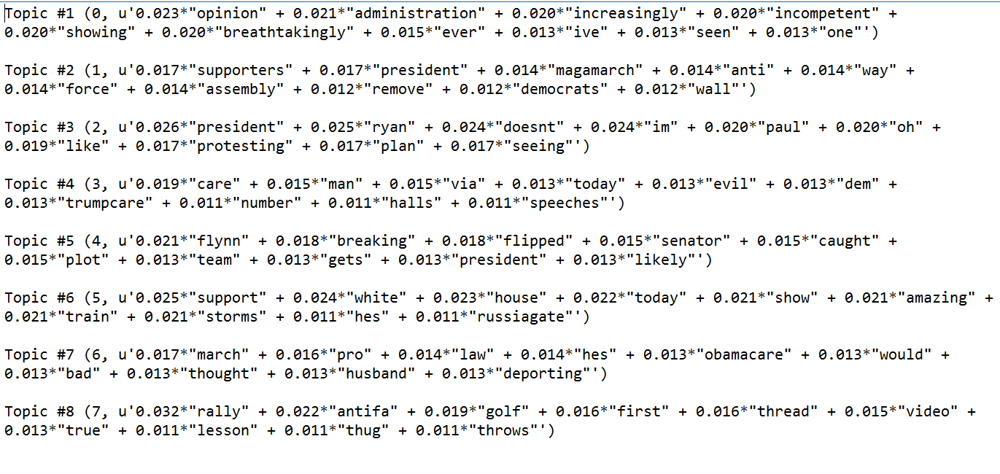 Topic #1 (0, u'0.023*"opinion" + 0.021*"administration" + 0.020*"increasingly" + 0.020*"incompetent" +
0.020*"showing" + 0.020*"breathtakingly" + 0.015*"ever" + 0.013*"ive" + 0.013*"seen" + 0.013*"one"')
Topic #2 (1, u'0.017*"supporters" + 0.017*"president" + 0.014*"magamarch" + 0.014*"anti" + 0.014*"way" +
0.014*"force" + 0.014*"assembly" + 0.012*"remove" + 0.012*"democrats" + 0.012*"wall"')
Topic #3 (2, u'0.026*"president" + 0.025*"ryan" + 0.024*"doesnt" + 0.024*"im" + 0.020*"paul" + 0.020*"oh" +
0.019*"like" + 0.017*"protesting" + 0.017*"plan" + 0.017*"seeing"')
Topic #4 (3, u'0.019*"care" + 0.015*"man" + 0.015*"via" + 0.013*"today" + 0.013*"evil" + 0.013*"dem" +
0.013*"trumpcare" + 0.011*"number" + 0.011*"halls" + 0.011*"speeches"')
Topic #5 (4, u'0.021*"flynn" + 0.018*"breaking" + 0.018*"flipped" + 0.015*"senator" + 0.015*"caught" +
0.015*"plot" + 0.013*"team" + 0.013*"gets" + 0.013*"president" + 0.013*"likely"')
Topic #6 (5, u'0.025*"support" + 0.024*"white" + 0.023*"house" + 0.022*"today" + 0.021*"show" + 0.021*"amazing" +
0.021*"train" + 0.021*"storms" + 0.011*"hes" + 0.011*"russiagate"')
Topic #7 (6, u'0.017*"march" + 0.016*"pro" + 0.014*"law" + 0.014*"hes" + 0.013*"obamacare" + 0.013*"would" +
0.013*"bad" + 0.013*"thought" + 0.013*"husband" + 0.013*"deporting"')
Topic #8 (7, u'0.032*"rally" + 0.022*"antifa" + 0.019*"golf" + 0.016*"first" + 0.016*"thread" + 0.015*"video" +
0.013*"true" + 0.011*"lesson" + 0.011*"thug" + 0.011*"throws"')